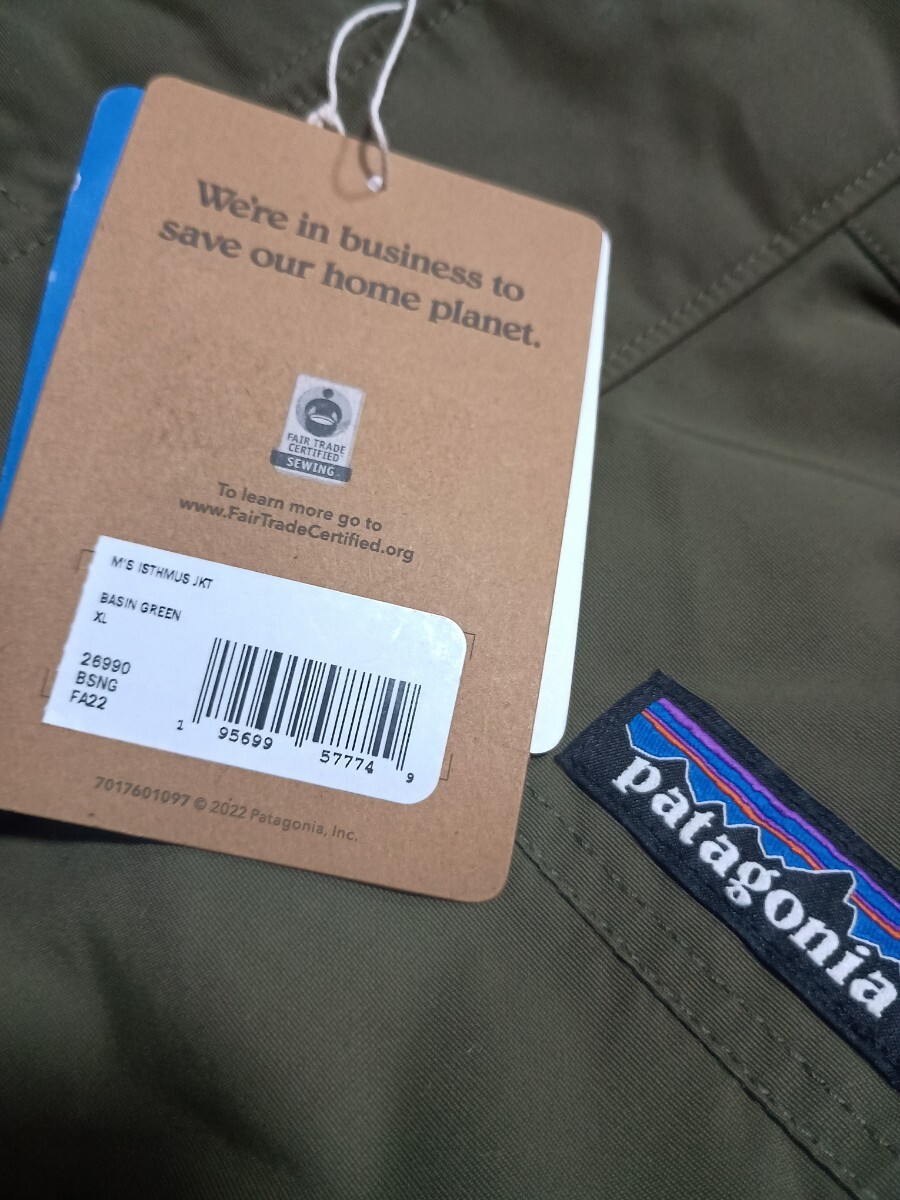 We're in business to
save our home planet.
FAIR TRADE
CERTIFIED
SEWING
To learn more go to
www.FairTradeCertified.org
M'S ISTHMUS JKT
BASIN GREEN
XL
26990
BSNG
FA22
1 95699 57774 9
7017601097 © 2022 Patagonia, Inc.
patagonia